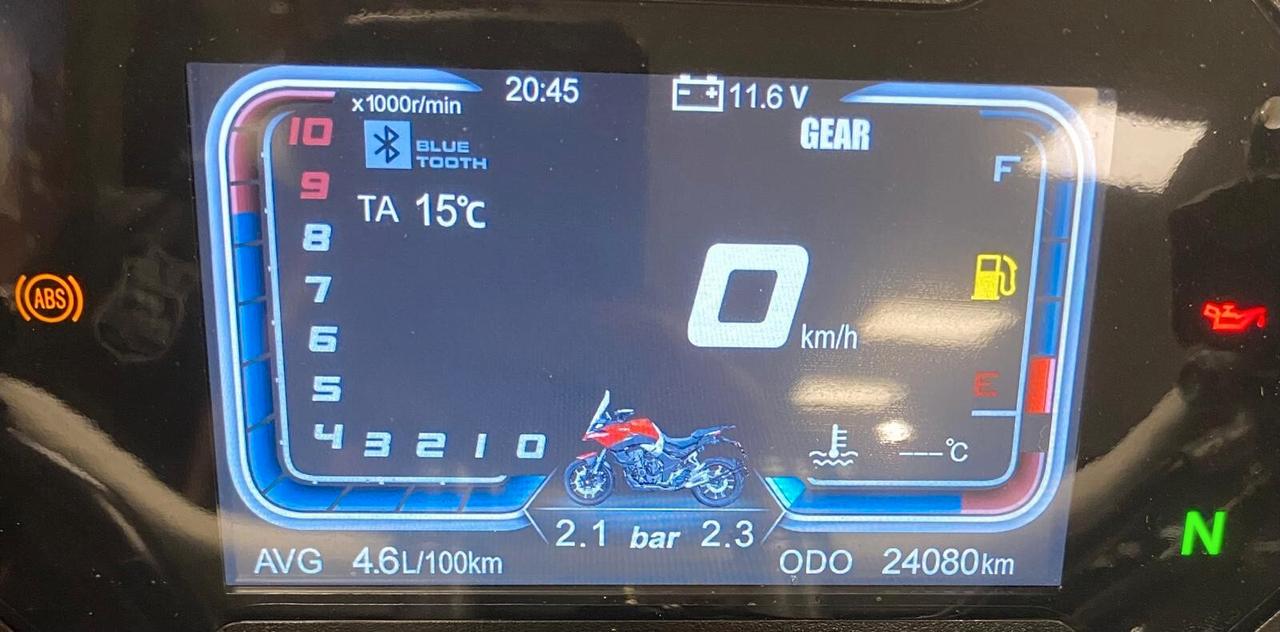 20:45
11.6 V
x1000r/min
GEAR
10
BLUE
TOOTH
F
9
TA 15℃
8
7
0
km/h
6
ABS
5
E
4 3 2 1 0
---℃
2.1 bar 2.3
AVG 4.6L/100km
ODO 24080km
N